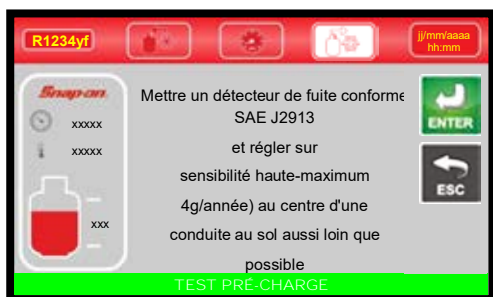 R1234yf
jj/mm/aaaa
hh:mm
Snap-on
xxxxx
xxxxx
xxx
Mettre un détecteur de fuite conforme
SAE J2913
et régler sur
sensibilité haute-maximum
4g/année) au centre d'une
conduite au sol aussi loin que
possible
ENTER
ESC
TEST PRÉ-CHARGE